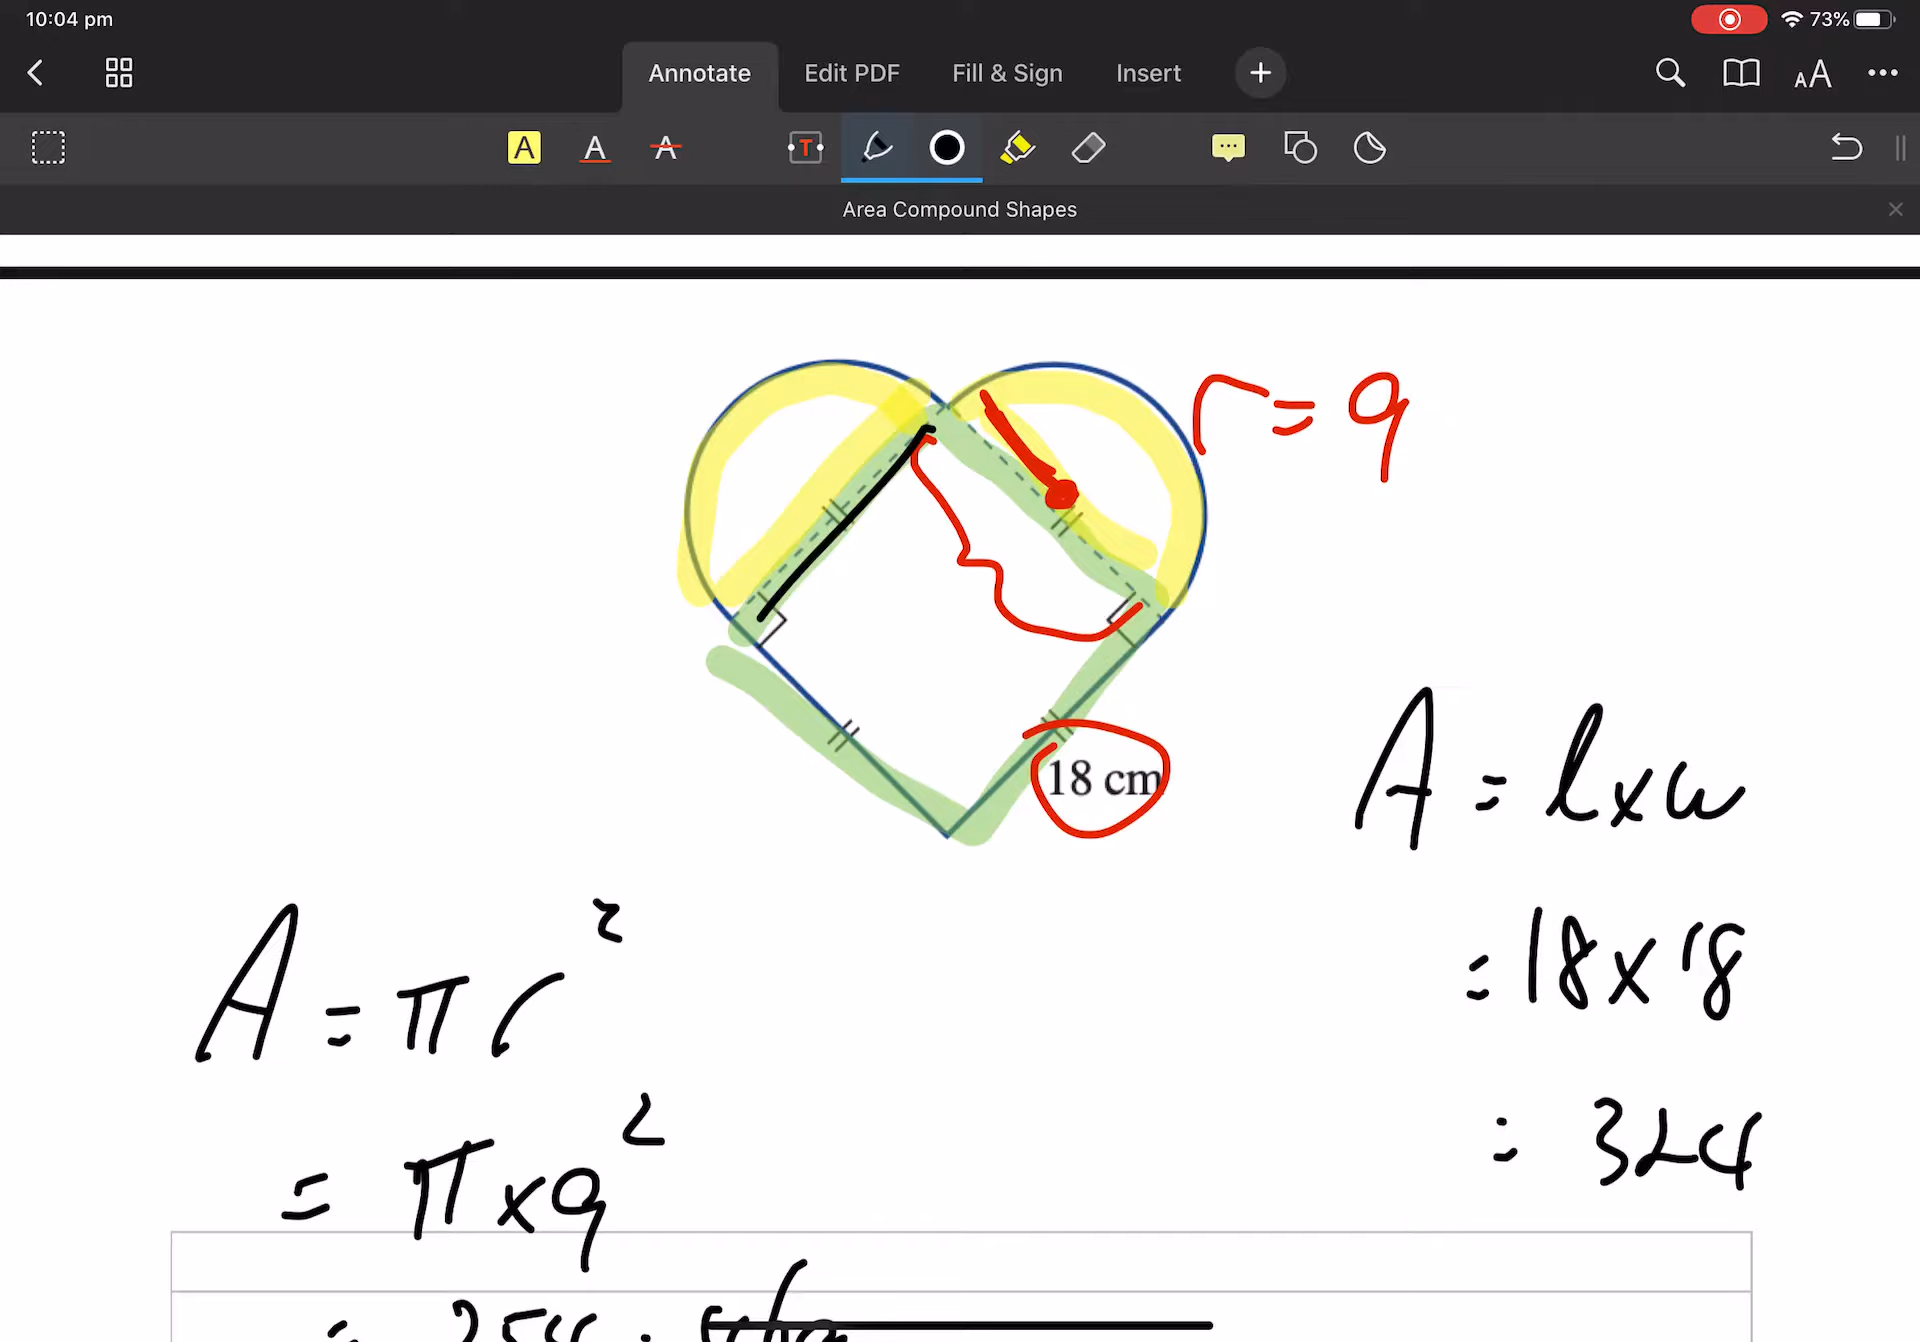 10:04 pm
73%
Annotate
Edit PDF
Fill & Sign
Insert
Area Compound Shapes
r = 9
18 cm
A = l x w
= 18 x 18
= 324
A = π r²
= π x 9²
= 254.